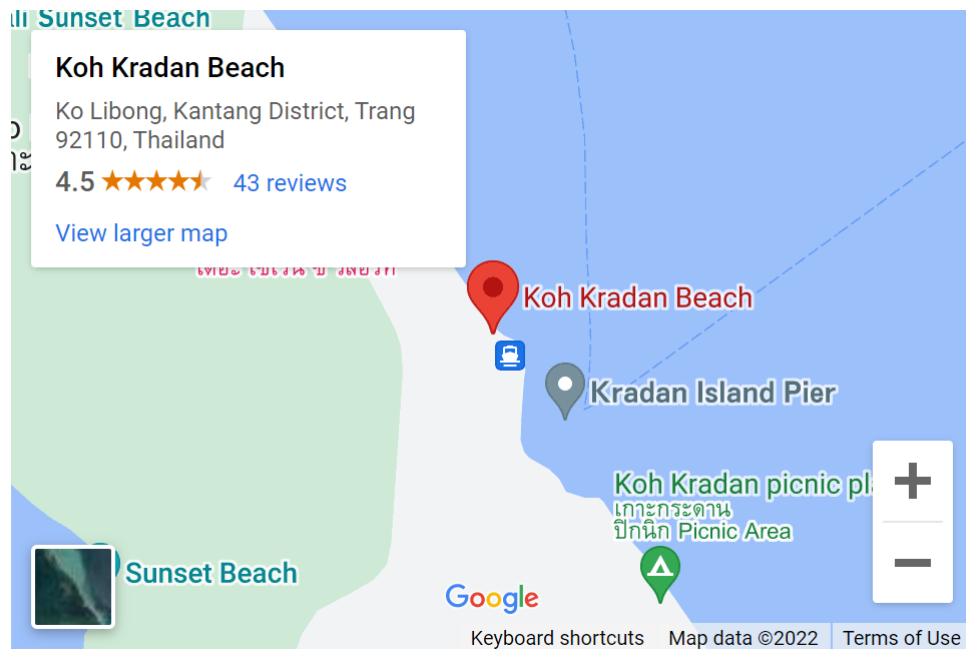 Sunset Beach
Koh Kradan Beach
Ko Libong, Kantang District, Trang
92110, Thailand
4.5 43 reviews
View larger map
Koh Kradan Beach
Kradan Island Pier
Koh Kradan picnic
เกาะกระดาน
ปิกนิก Picnic Area
Sunset Beach
Google
Keyboard shortcuts Map data ©2022 Terms of Use